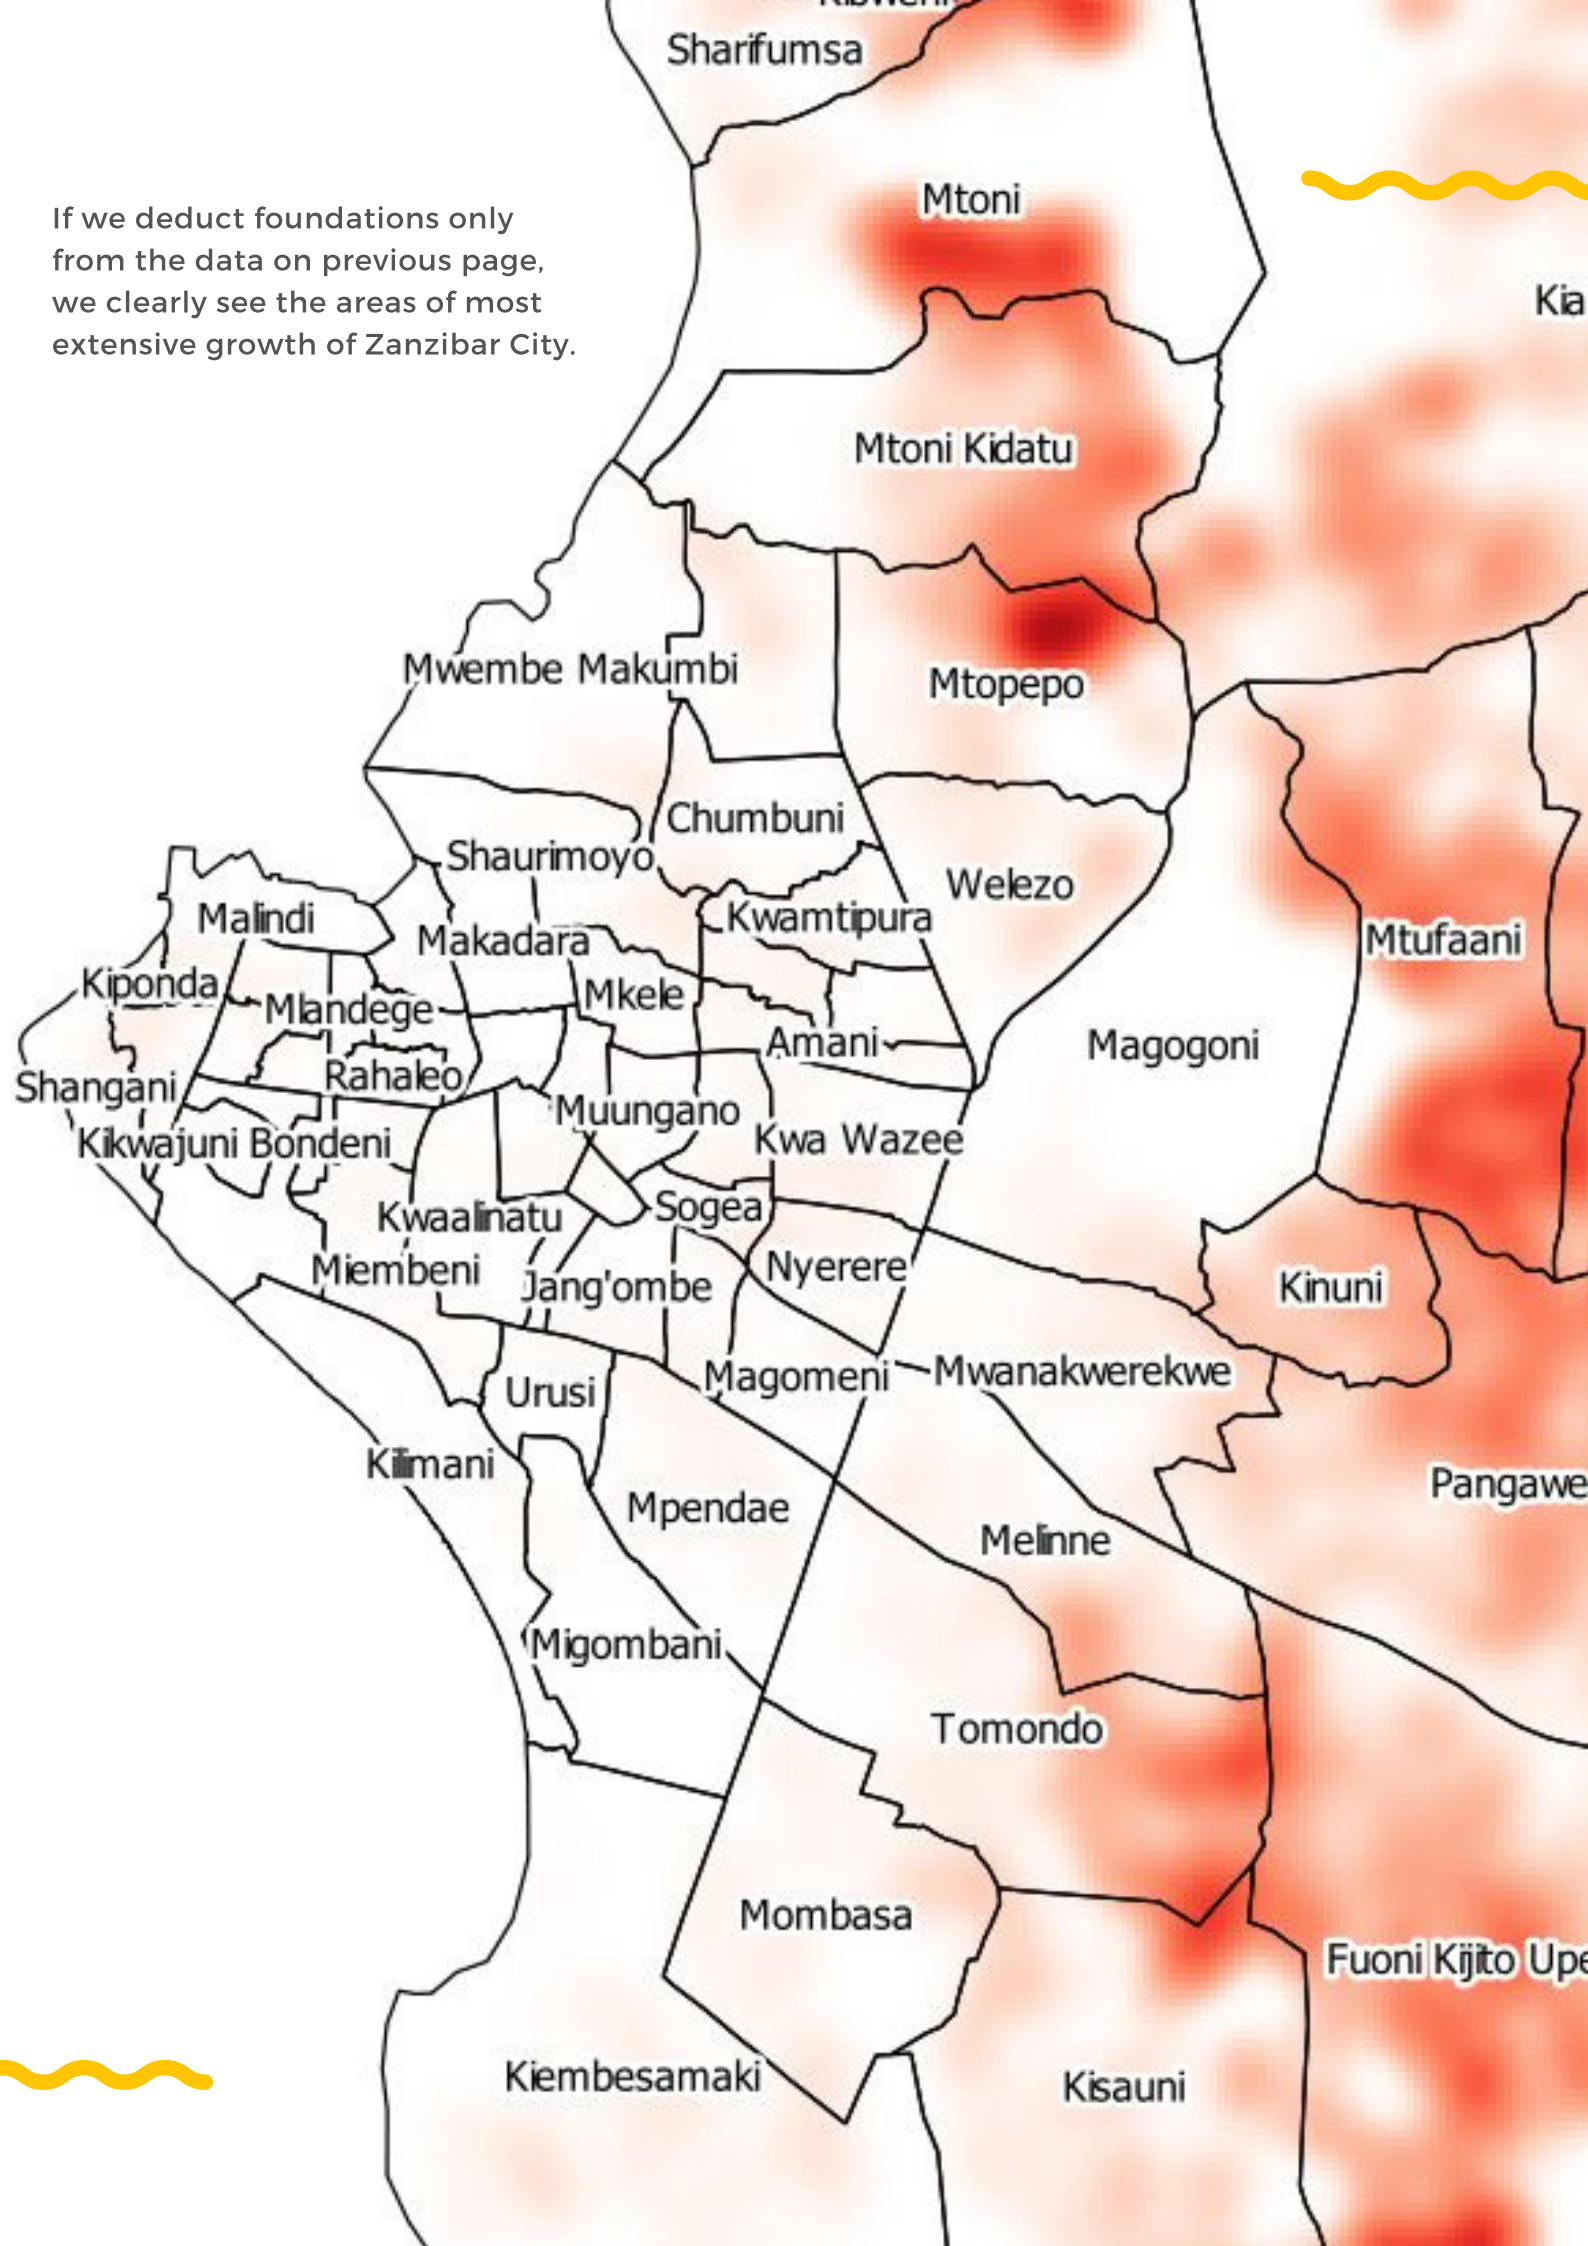 Sharifumsa
Mtoni
If we deduct foundations only
from the data on previous page,
we clearly see the areas of most
extensive growth of Zanzibar City.
Kia
Mtoni Kidatu
Mwembe Makumbi
Mtopepo
Chumbuni
Shaurimoyo
Welezo
Malindi
Kwamtipura
Makadara
Mtufaani
Kiponda
Mlandege
Mkele
Amani
Magogoni
Rahaleo
Shangani
Muungano
Kikwajuni Bondeni
Kwa Wazee
Sogea
Kwaalinatu
Nyerere
Miembeni
Jang'ombe
Kinuni
Magomeni
Mwanakwerekwe
Urusi
Kilimani
Pangawe
Mpendae
Melinne
Migombani
Tomondo
Mombasa
Fuoni Kijito Upe
Kiembesamaki
Kisauni